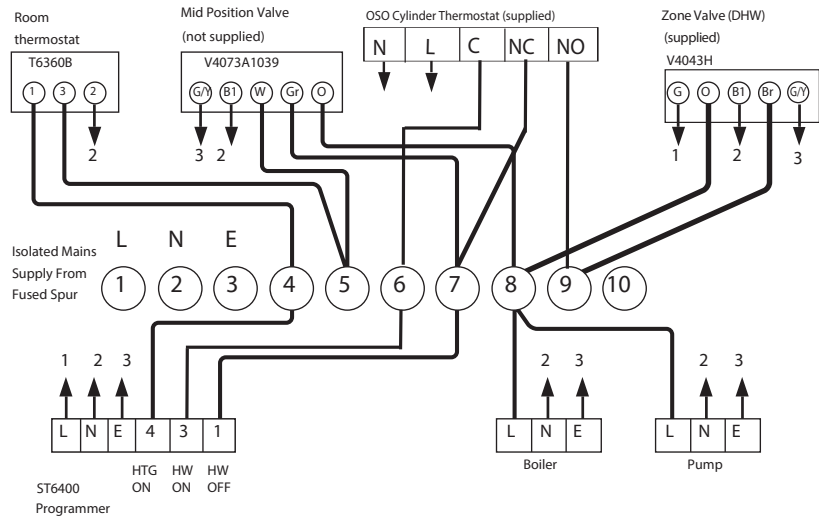 Room
thermostat
T6360B
1 3 2
2
Mid Position Valve
(not supplied)
V4073A1039
G/Y B1 W Gr O
3 2
OSO Cylinder Thermostat (supplied)
N L C NC NO
Zone Valve (DHW)
(supplied)
V4043H
G O B1 Br G/Y
1 2 3
L N E
Isolated Mains
Supply From
Fused Spur
1 2 3 4 5 6 7 8 9 10
1 2 3
L N E 4 3 1
HTG HW HW
ON ON OFF
ST6400
Programmer
2 3
L N E
Boiler
2 3
L N E
Pump